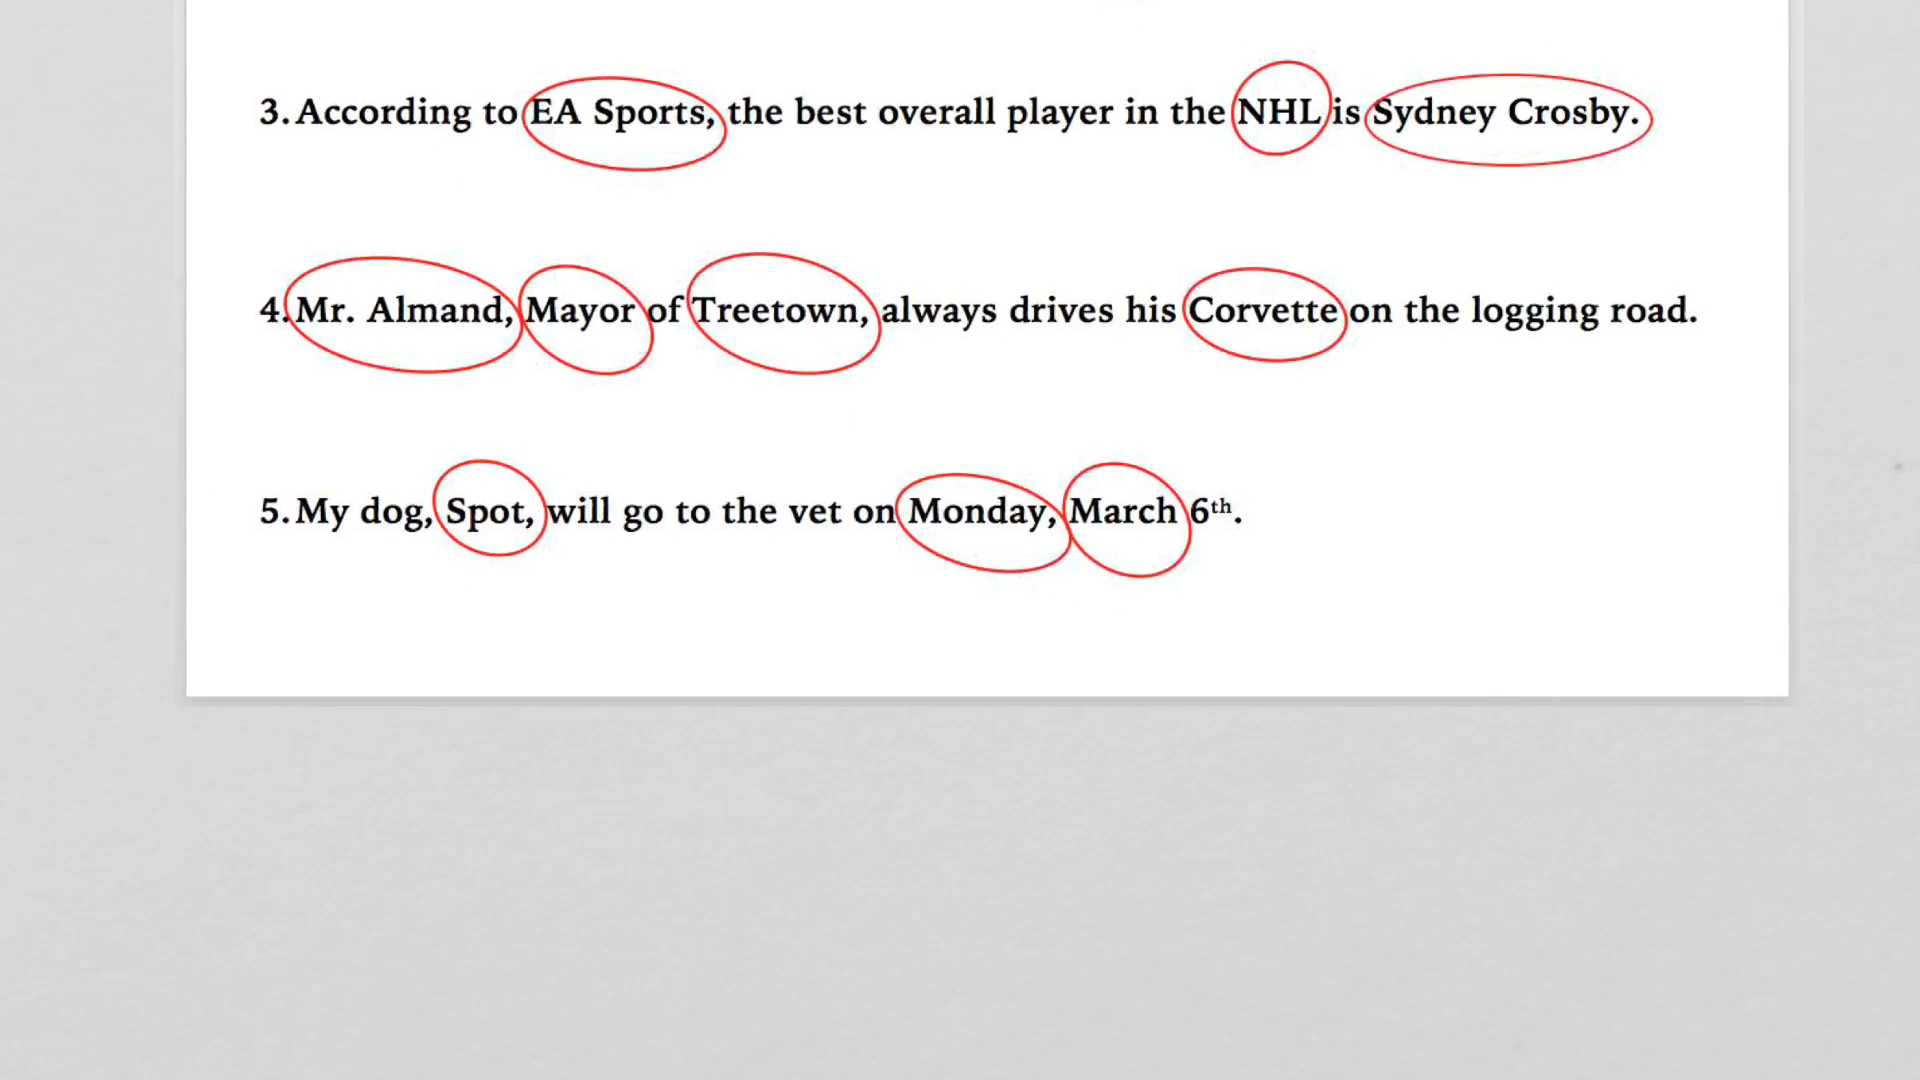 3. According to EA Sports, the best overall player in the NHL is Sydney Crosby.
4. Mr. Almand, Mayor of Treetown, always drives his Corvette on the logging road.
5. My dog, Spot, will go to the vet on Monday, March 6th.